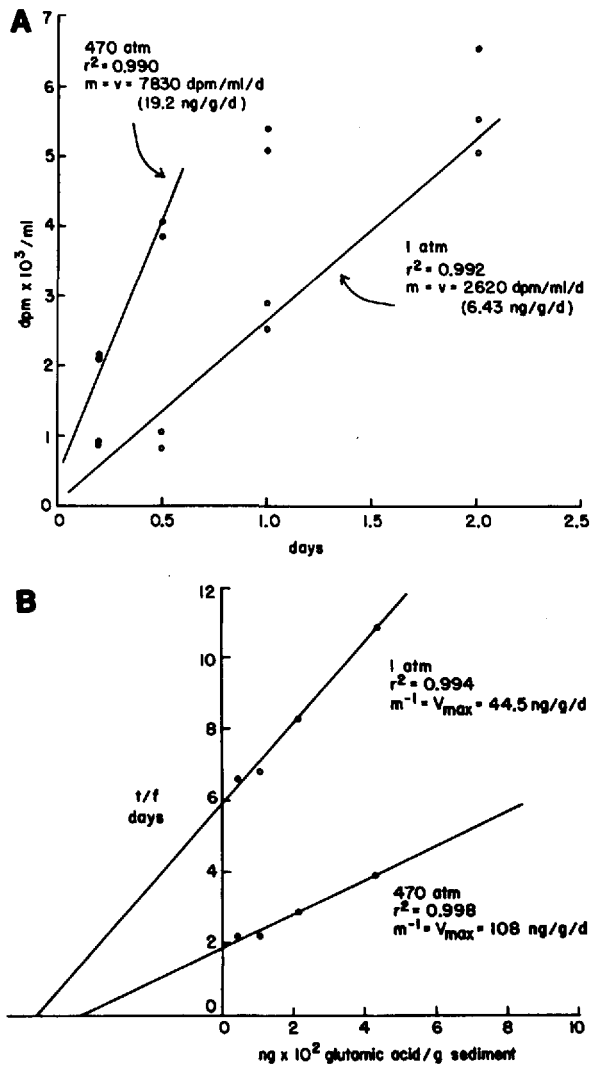 A
7
6
5
4
3
2
1
0
dpm x 10³/ml
470 atm
r² = 0.990
m = v = 7830 dpm/ml/d
(19.2 ng/g/d)
1 atm
r² = 0.992
m = v = 2620 dpm/ml/d
(6.43 ng/g/d)
0 0.5 1.0 1.5 2.0 2.5
days
B
12
10
8
6
4
2
0
t/f
days
1 atm
r² = 0.994
m⁻¹ = Vmax = 44.5 ng/g/d
470 atm
r² = 0.998
m⁻¹ = Vmax = 108 ng/g/d
0 2 4 6 8 10
ng x 10² glutamic acid/g sediment